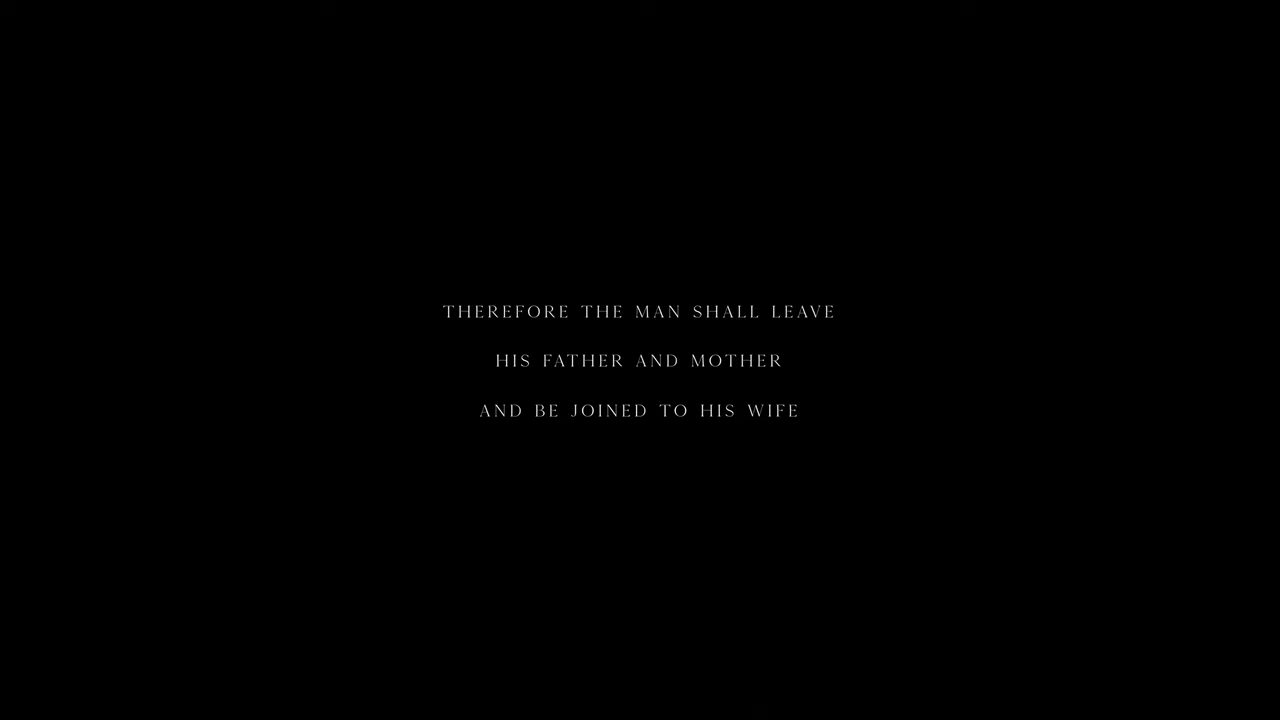 THEREFORE THE MAN SHALL LEAVE
HIS FATHER AND MOTHER
AND BE JOINED TO HIS WIFE